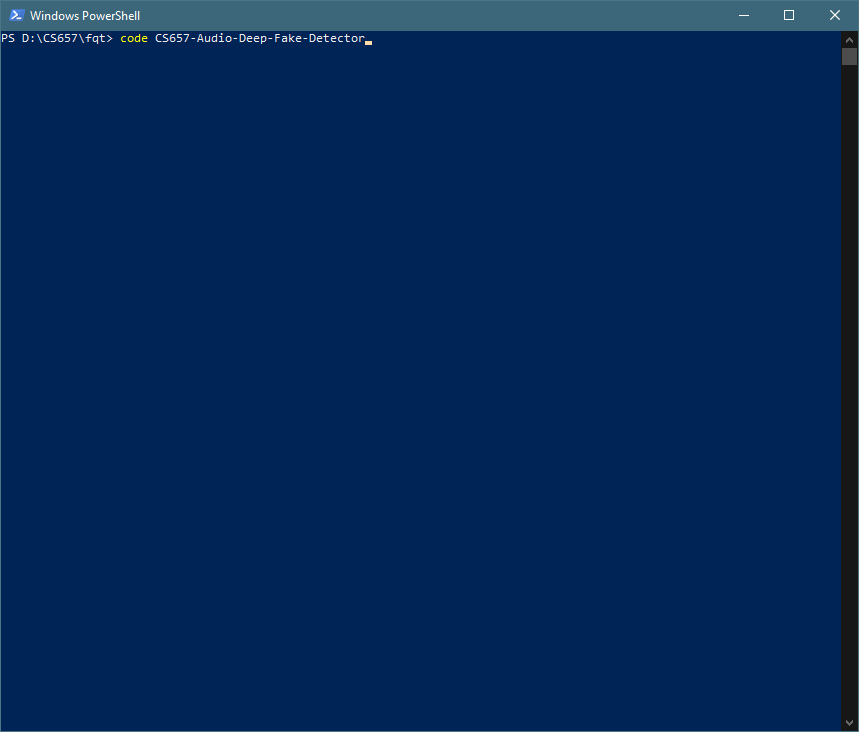 Windows PowerShell
PS D:\CS657\fqt> code CS657-Audio-Deep-Fake-Detector